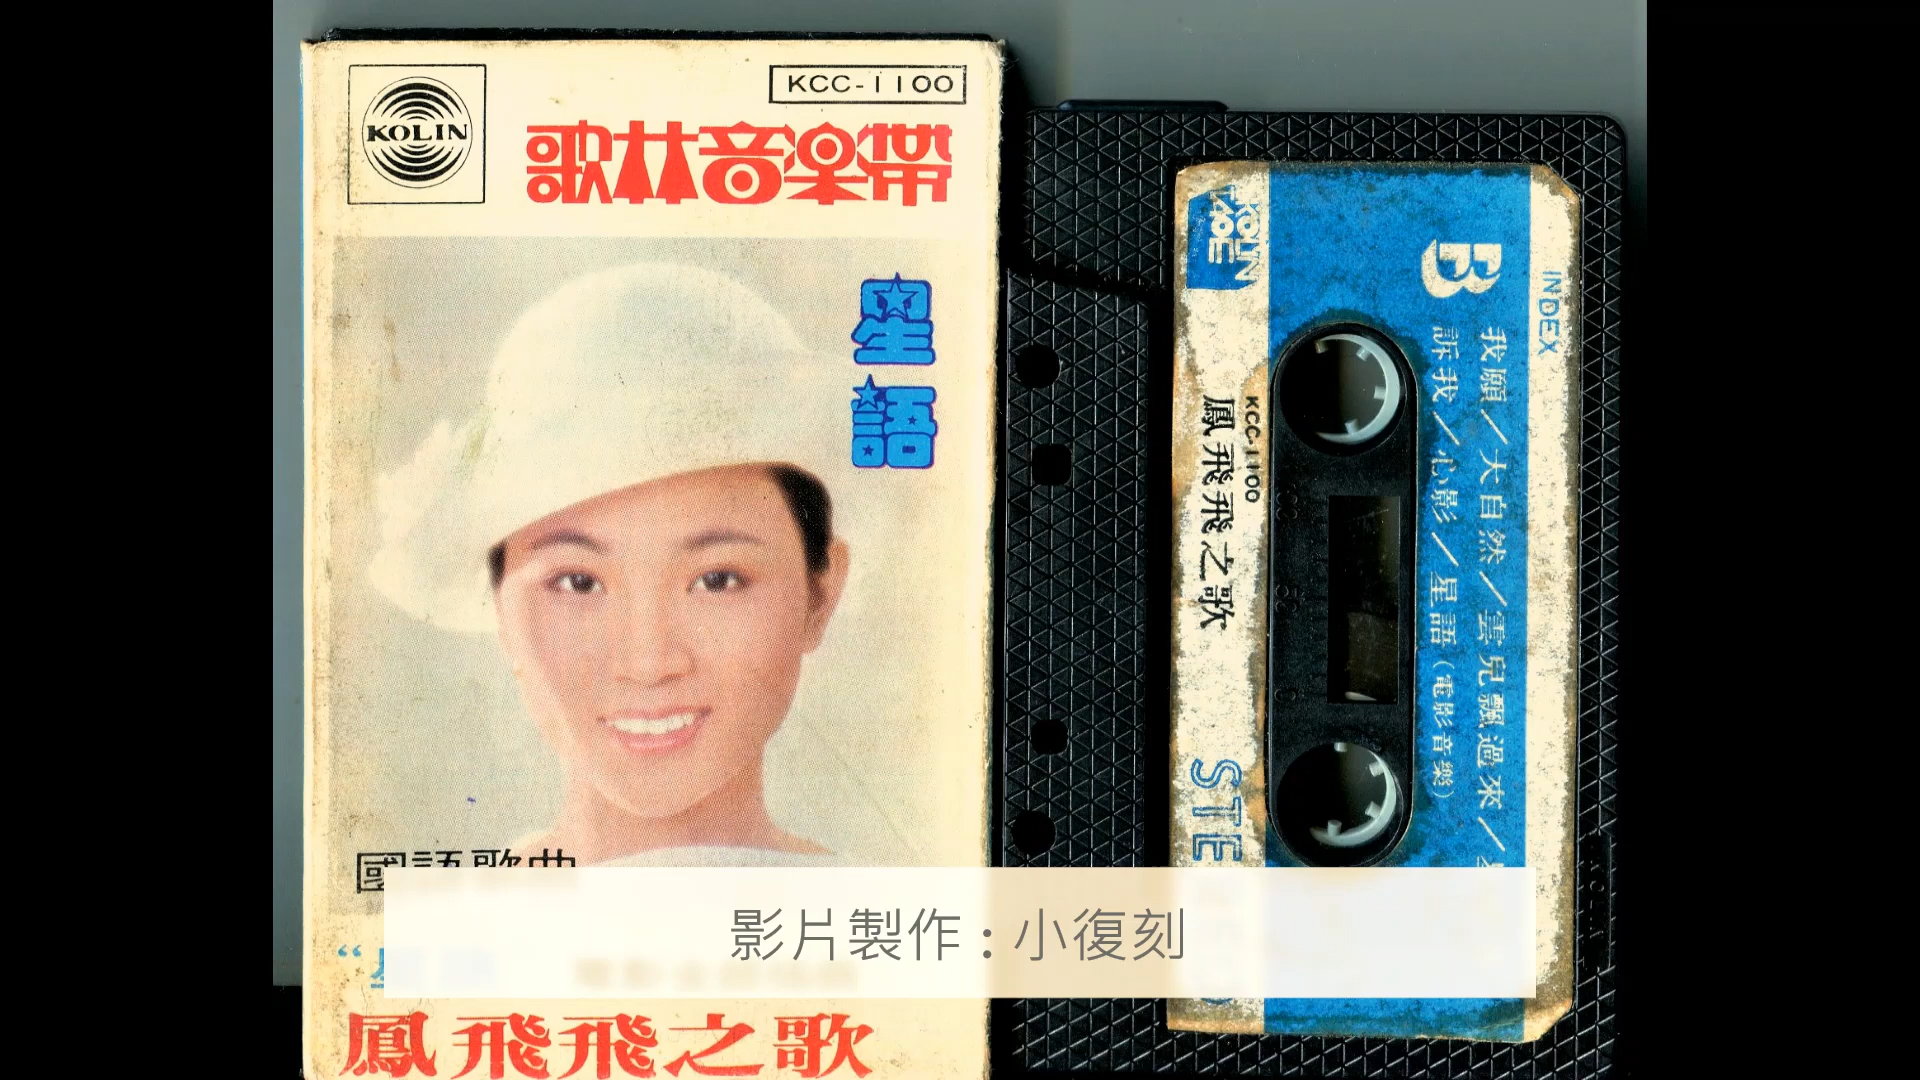 KOLIN
KCC-1100
歌林音樂帶
星語
國語歌曲
影片製作：小復刻
鳳飛飛之歌
KOLIN
TAPE
B
INDEX
我願／大自然／雲兒飄過來／
訴我／心影／星語（電影音樂）
KCC-1100
鳳飛飛之歌
STE